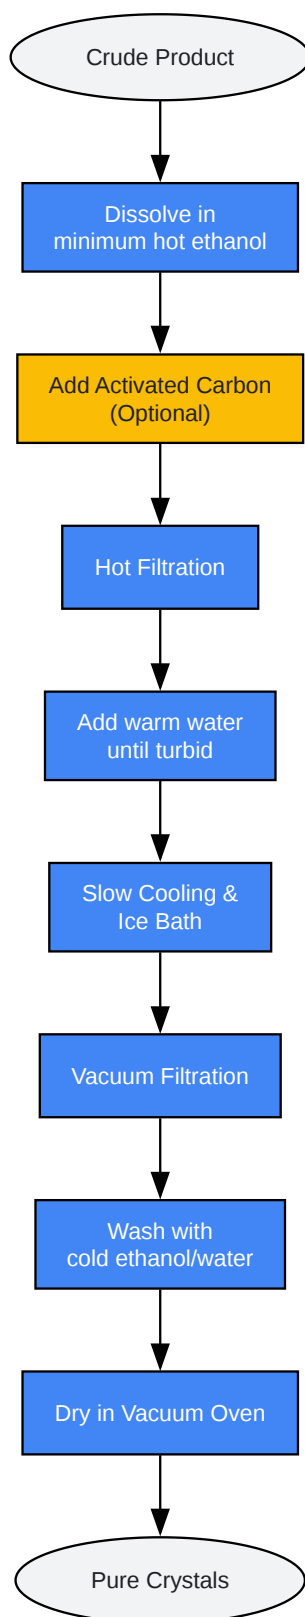 Crude Product
Dissolve in
minimum hot ethanol
Add Activated Carbon
(Optional)
Hot Filtration
Add warm water
until turbid
Slow Cooling &
Ice Bath
Vacuum Filtration
Wash with
cold ethanol/water
Dry in Vacuum Oven
Pure Crystals